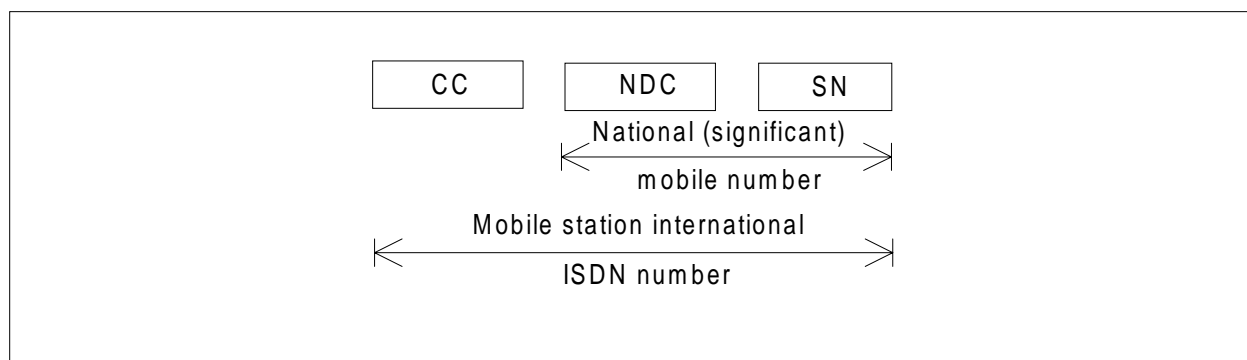 CC NDC SN
National (significant)
mobile number
Mobile station international
ISDN number